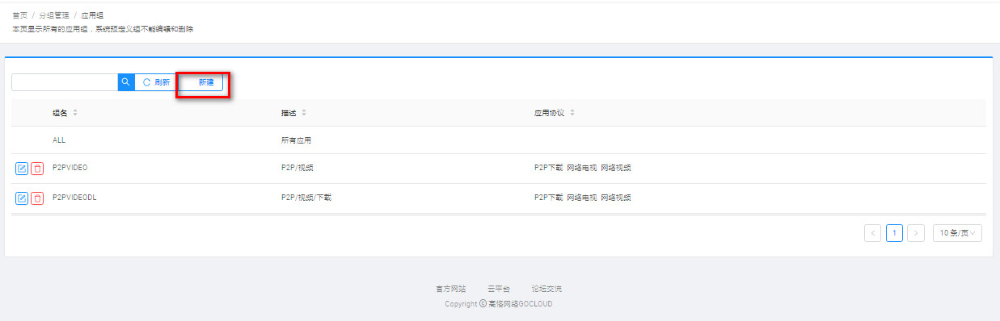 首页 / 分组管理 / 应用组
本页显示所有的应用组，系统预定义组不能编辑和删除
刷新 新建
组名 描述 应用协议
ALL 所有应用
P2PVIDEO P2P/视频 P2P下载 网络电视 网络视频
P2PVIDEODL P2P/视频/下载 P2P下载 网络电视 网络视频
< 1 > 10 条/页
官方网站 云平台 论坛交流
Copyright © 高恪网络GOCLOUD